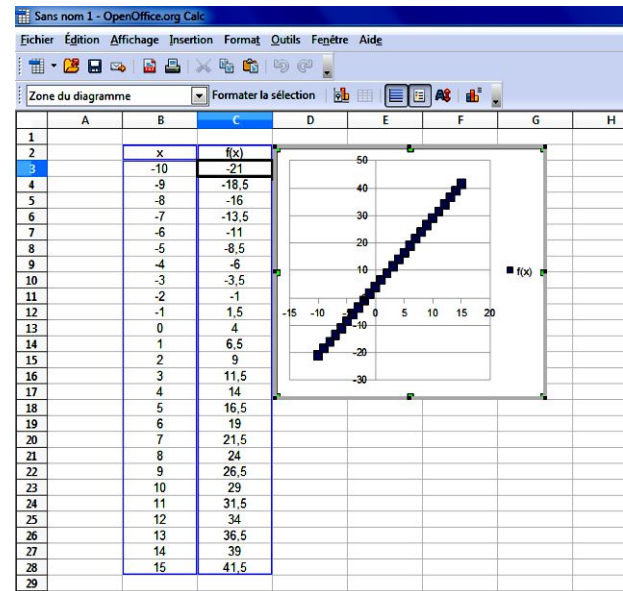 Sans nom 1 - OpenOffice.org Calc
Fichier Édition Affichage Insertion Format Outils Fenêtre Aide
Zone du diagramme Formater la sélection
A B C D E F G H
1
2 x f(x)
3 -10 -21
4 -9 -18,5
5 -8 -16
6 -7 -13,5
7 -6 -11
8 -5 -8,5
9 -4 -6
10 -3 -3,5
11 -2 -1
12 -1 1,5
13 0 4
14 1 6,5
15 2 9
16 3 11,5
17 4 14
18 5 16,5
19 6 19
20 7 21,5
21 8 24
22 9 26,5
23 10 29
24 11 31,5
25 12 34
26 13 36,5
27 14 39
28 15 41,5
29
50
40
30
20
10
f(x)
-15 -10 0 5 10 15 20
-10
-20
-30